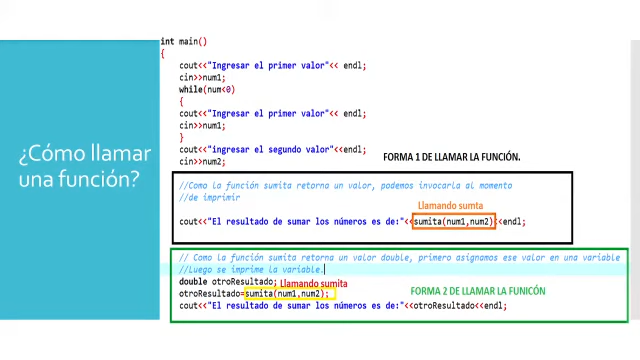 ¿Cómo llamar
una función?
int main()
{
cout<<"Ingresar el primer valor"<< endl;
cin>>num1;
while(num<0)
{
cout<<"Ingresar el primer valor"<< endl;
cin>>num1;
}
cout<<"ingresar el segundo valor"<<endl;
cin>>num2;
FORMA 1 DE LLAMAR LA FUNCIÓN.
//Como la función sumita retorna un valor, podemos invocarla al momento
//de imprimir
Llamando sumta
cout<<"El resultado de sumar los números es de:"<<sumita(num1,num2)<<endl;
// Como la función sumita retorna un valor double, primero asignamos ese valor en una variable
//Luego se imprime la variable.
double otroResultado;
Llamando sumita
otroResultado=sumita(num1,num2);
FORMA 2 DE LLAMAR LA FUNICÓN
cout<<"El resultado de sumar los números es de:"<<otroResultado<<endl;